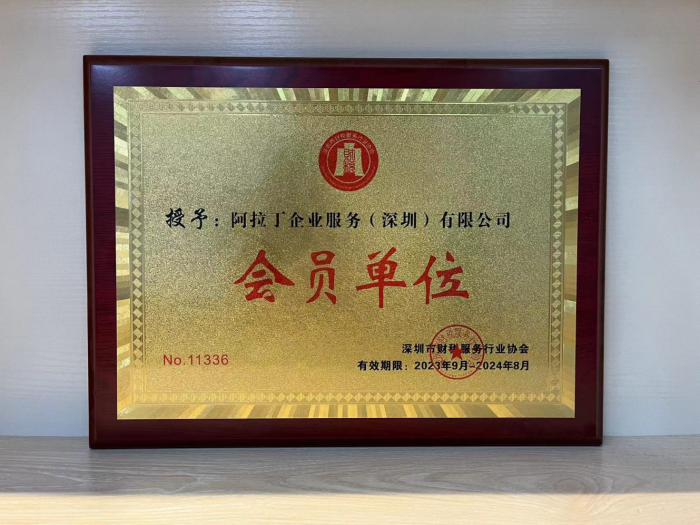 授予：阿拉丁企业服务（深圳）有限公司
会员单位
深圳市财税服务行业协会
No.11336
有效期限：2023年9月-2024年8月